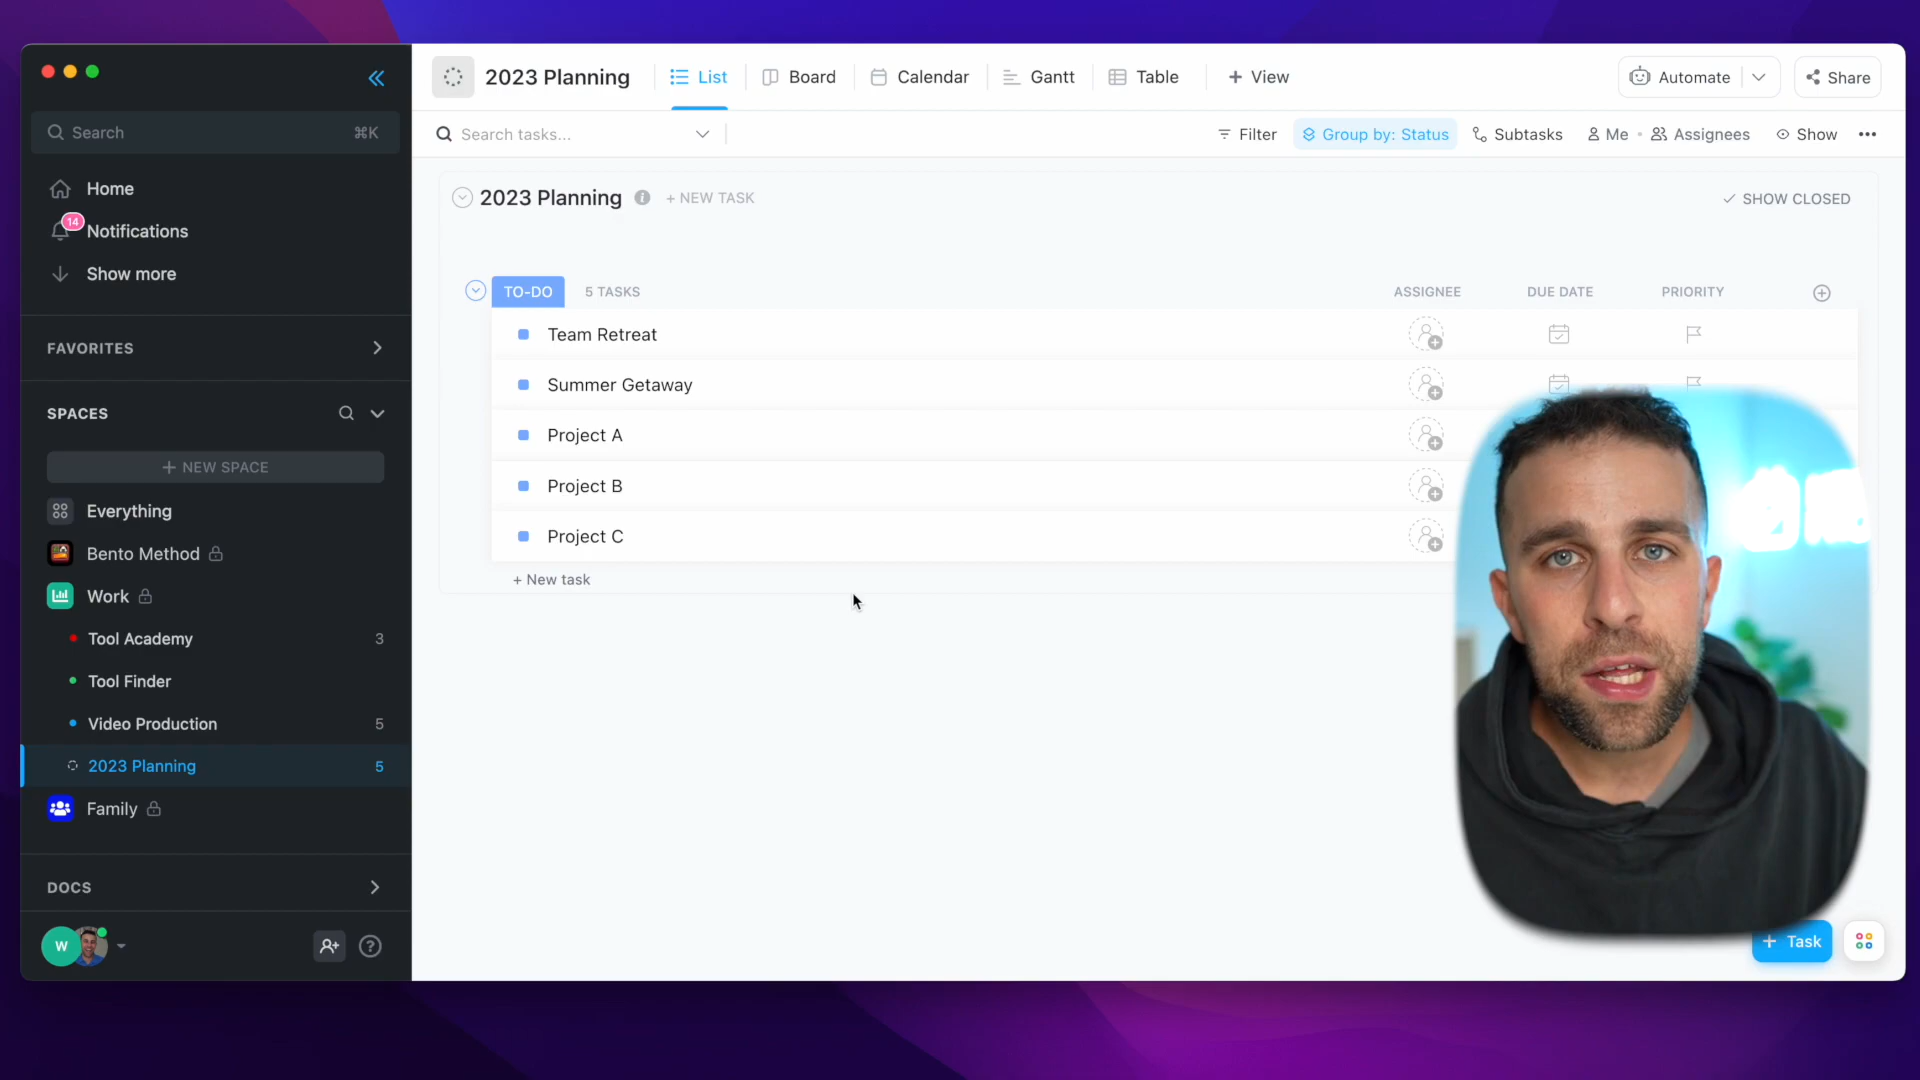 Search ⌘K
Home
14
Notifications
Show more
FAVORITES
SPACES
+ NEW SPACE
Everything
Bento Method
Work
Tool Academy 3
Tool Finder
Video Production 5
2023 Planning 5
Family
DOCS
W
2023 Planning List Board Calendar Gantt Table + View Automate Share
Search tasks... Filter Group by: Status Subtasks Me • Assignees Show
2023 Planning + NEW TASK SHOW CLOSED
TO-DO 5 TASKS ASSIGNEE DUE DATE PRIORITY
Team Retreat
Summer Getaway
Project A
Project B
Project C
+ New task
+ Task